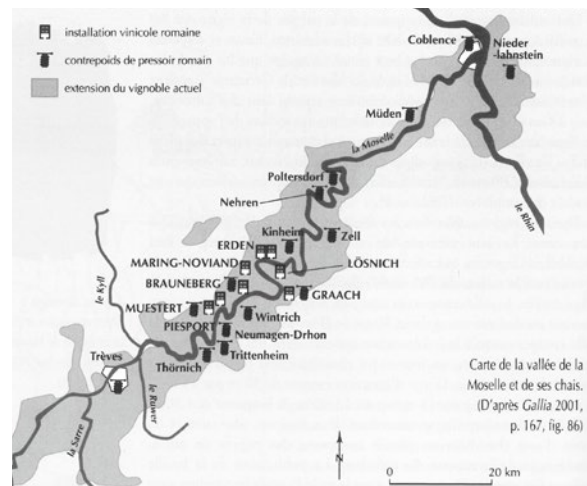 installation vinicole romaine
contrepoids de pressoir romain
extension du vignoble actuel
Coblence
Nieder
-lahnstein
Müden
la Moselle
Poltersdorf
Nehren
le Rhin
Kinheim
Zell
ERDEN
MARING-NOVIAND
LÖSNICH
BRAUNEBERG
GRAACH
le Kyll
MUESTERT
Wintrich
PIESPORT
Neumagen-Drhon
Trèves
Trittenheim
Thörnich
le Ruwer
la Sarre
Carte de la vallée de la
Moselle et de ses chais.
(D'après Gallia 2001,
p. 167, fig. 86)
N
0 20 km